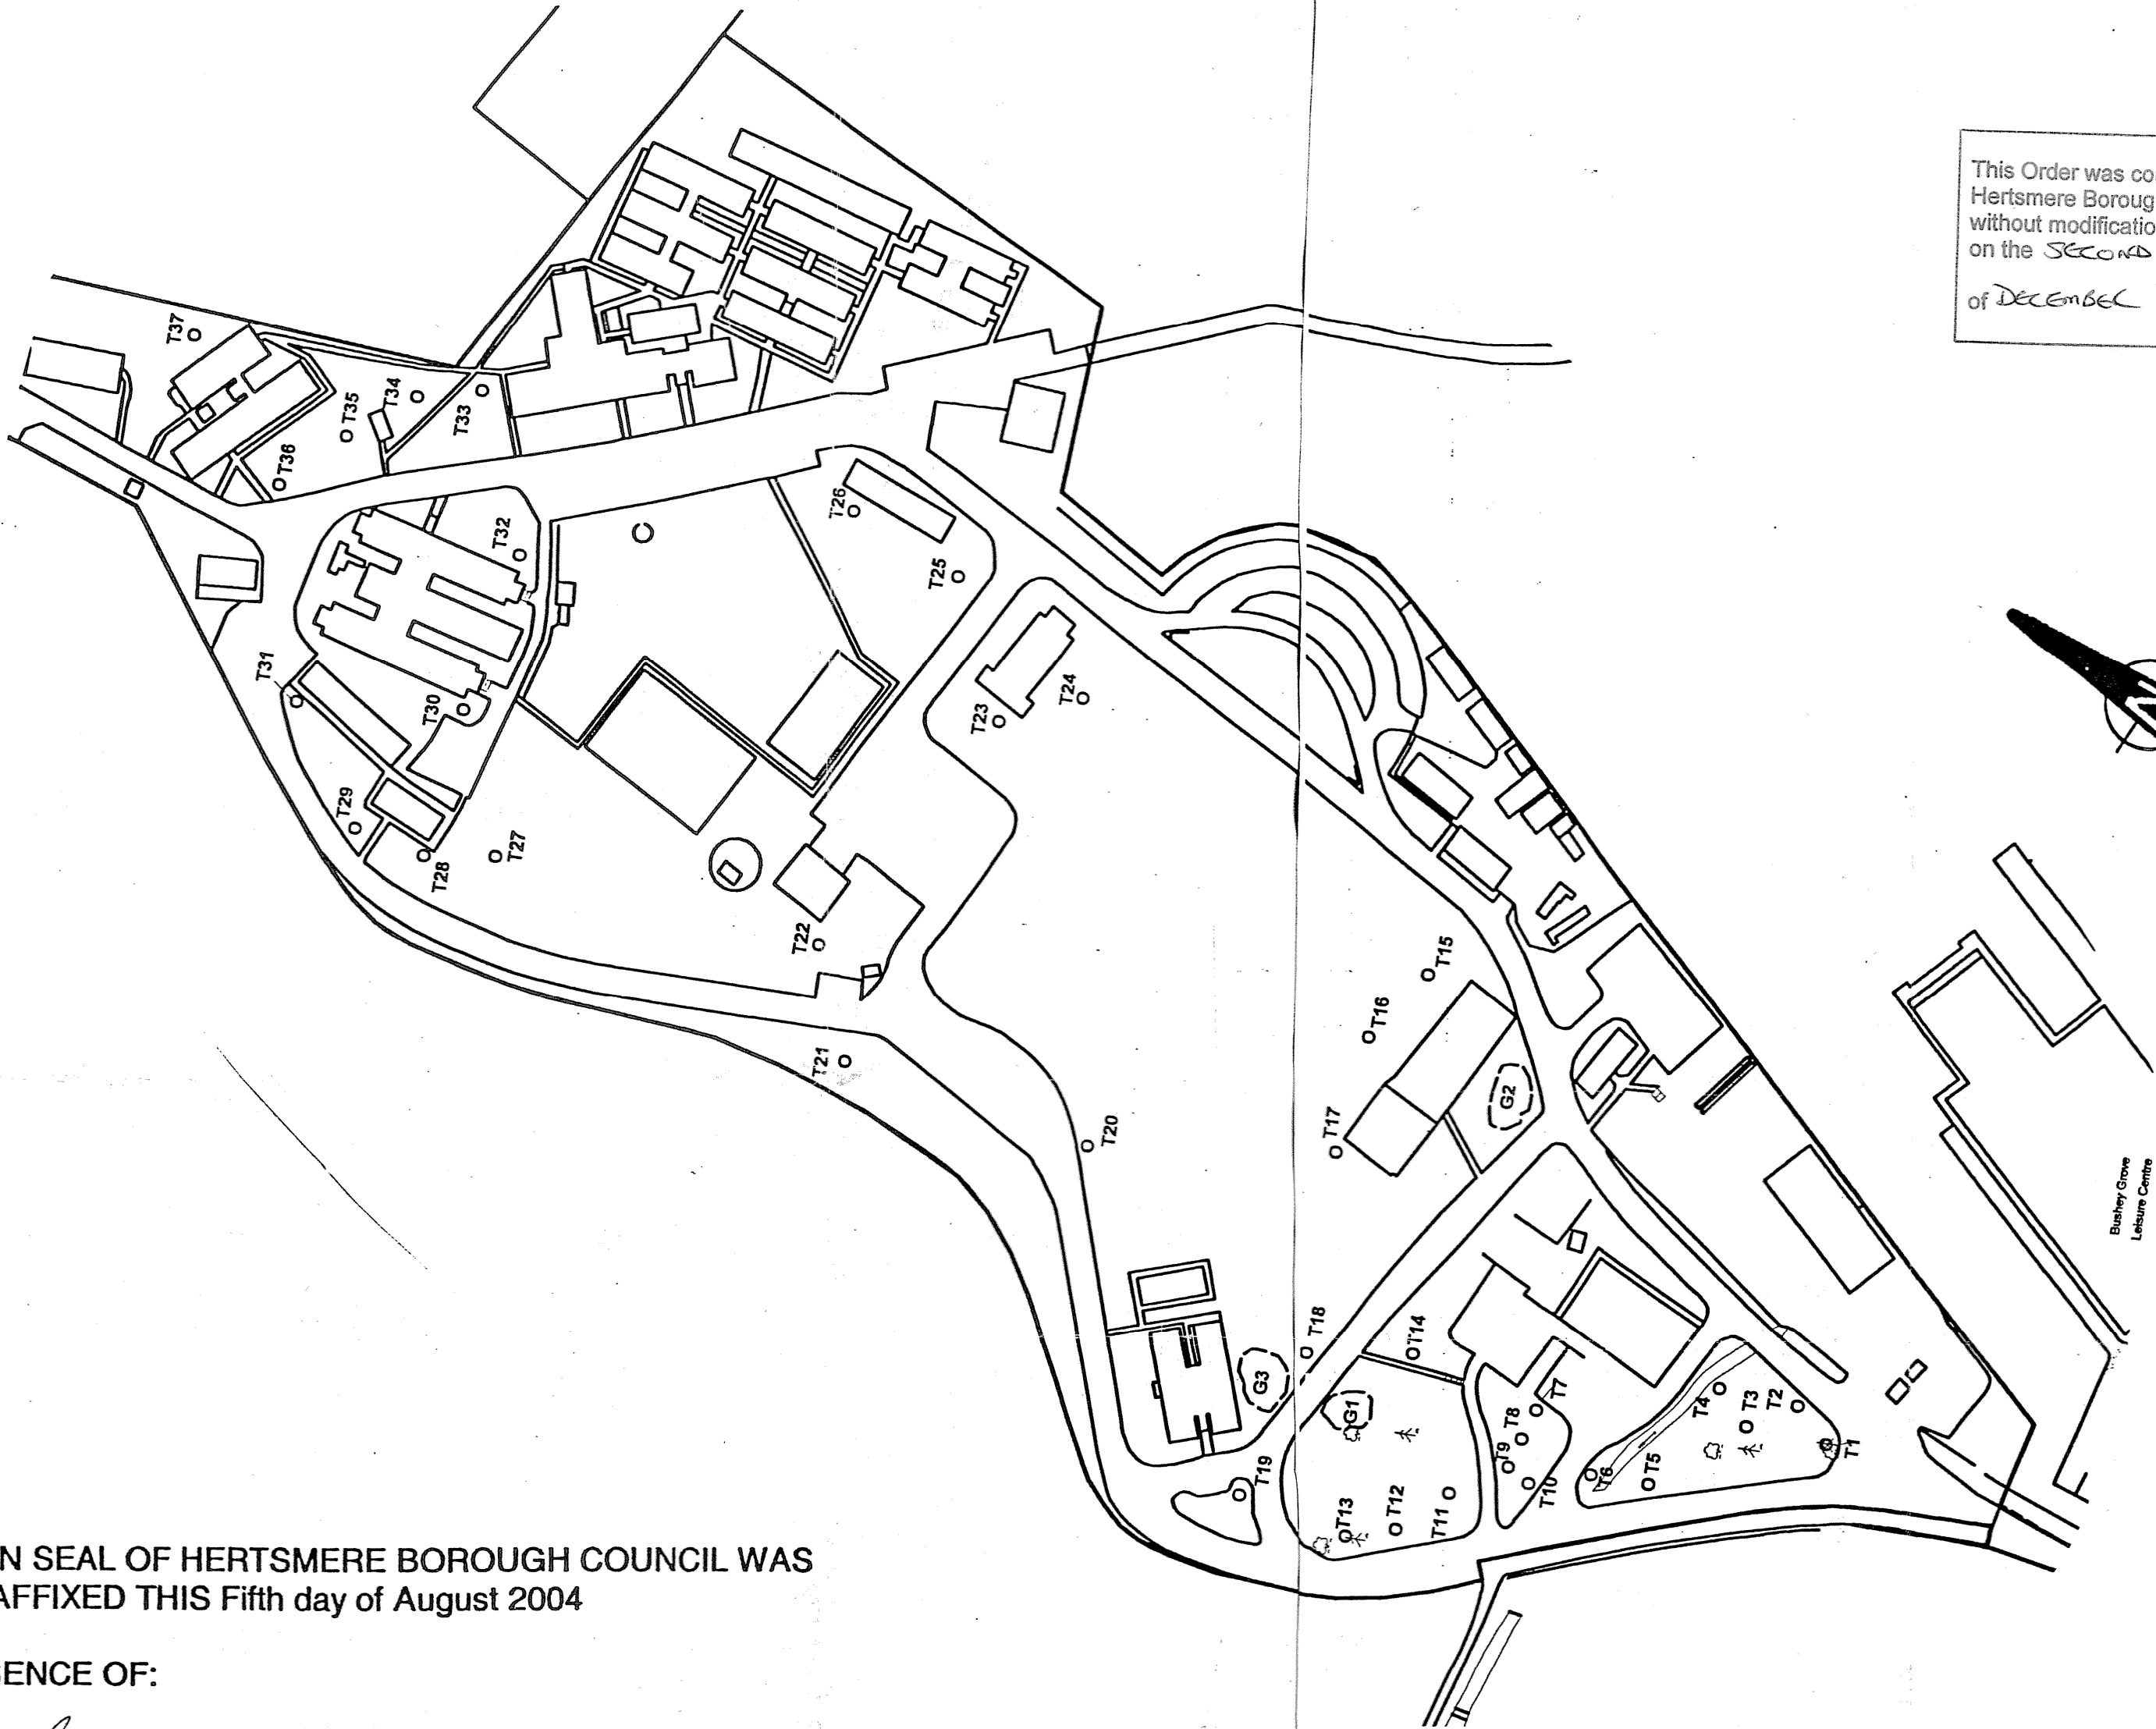 This Order was co
Hertsmere Boroug
without modificatio
on the SECOND
of DECEMBER
T37
T36
T35
T34
T33
T32
T26
T25
T31
T30
T24
T23
T29
T28
T27
T22
T21
T15
T16
T17
G2
T20
T18
T14
G3
G1
T19
T13
T12
T11
T10
T9
T8
T7
T6
T5
T4
T3
T2
T1
Bushey Grove
Leisure Centre
N SEAL OF HERTSMERE BOROUGH COUNCIL WAS
AFFIXED THIS Fifth day of August 2004
ENCE OF: